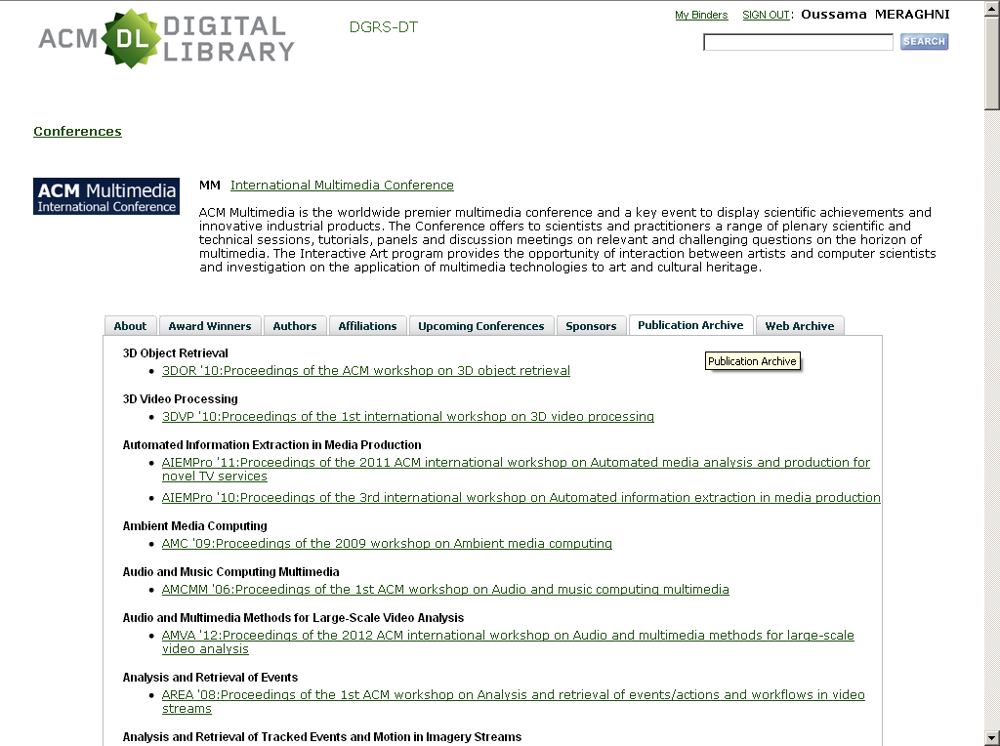 ACM DL DIGITAL LIBRARY
DGRS-DT
My Binders SIGN OUT: Oussama MERAGHNI
SEARCH
Conferences
ACM Multimedia
International Conference
MM International Multimedia Conference
ACM Multimedia is the worldwide premier multimedia conference and a key event to display scientific achievements and
innovative industrial products. The Conference offers to scientists and practitioners a range of plenary scientific and
technical sessions, tutorials, panels and discussion meetings on relevant and challenging questions on the horizon of
multimedia. The Interactive Art program provides the opportunity of interaction between artists and computer scientists
and investigation on the application of multimedia technologies to art and cultural heritage.
About Award Winners Authors Affiliations Upcoming Conferences Sponsors Publication Archive Web Archive
Publication Archive
3D Object Retrieval
• 3DOR '10:Proceedings of the ACM workshop on 3D object retrieval
3D Video Processing
• 3DVP '10:Proceedings of the 1st international workshop on 3D video processing
Automated Information Extraction in Media Production
• AIEMPro '11:Proceedings of the 2011 ACM international workshop on Automated media analysis and production for
novel TV services
• AIEMPro '10:Proceedings of the 3rd international workshop on Automated information extraction in media production
Ambient Media Computing
• AMC '09:Proceedings of the 2009 workshop on Ambient media computing
Audio and Music Computing Multimedia
• AMCMM '06:Proceedings of the 1st ACM workshop on Audio and music computing multimedia
Audio and Multimedia Methods for Large-Scale Video Analysis
• AMVA '12:Proceedings of the 2012 ACM international workshop on Audio and multimedia methods for large-scale
video analysis
Analysis and Retrieval of Events
• AREA '08:Proceedings of the 1st ACM workshop on Analysis and retrieval of events/actions and workflows in video
streams
Analysis and Retrieval of Tracked Events and Motion in Imagery Streams